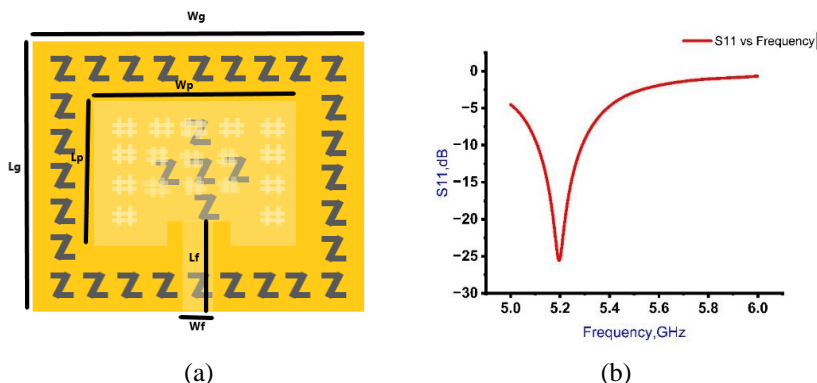 Wg
Wp
Lp
Lg
Lf
Wf
Z Z Z Z Z Z Z Z Z
Z Z
Z Z
Z Z
Z Z
Z Z
Z Z Z Z Z Z Z Z Z
# # # # #
Z
# # # # #
Z Z Z
# # # # #
Z
# #
(a)
S11 vs Frequency
0
−5
−10
−15
−20
−25
−30
S11,dB
5.0 5.2 5.4 5.6 5.8 6.0
Frequency,GHz
(b)